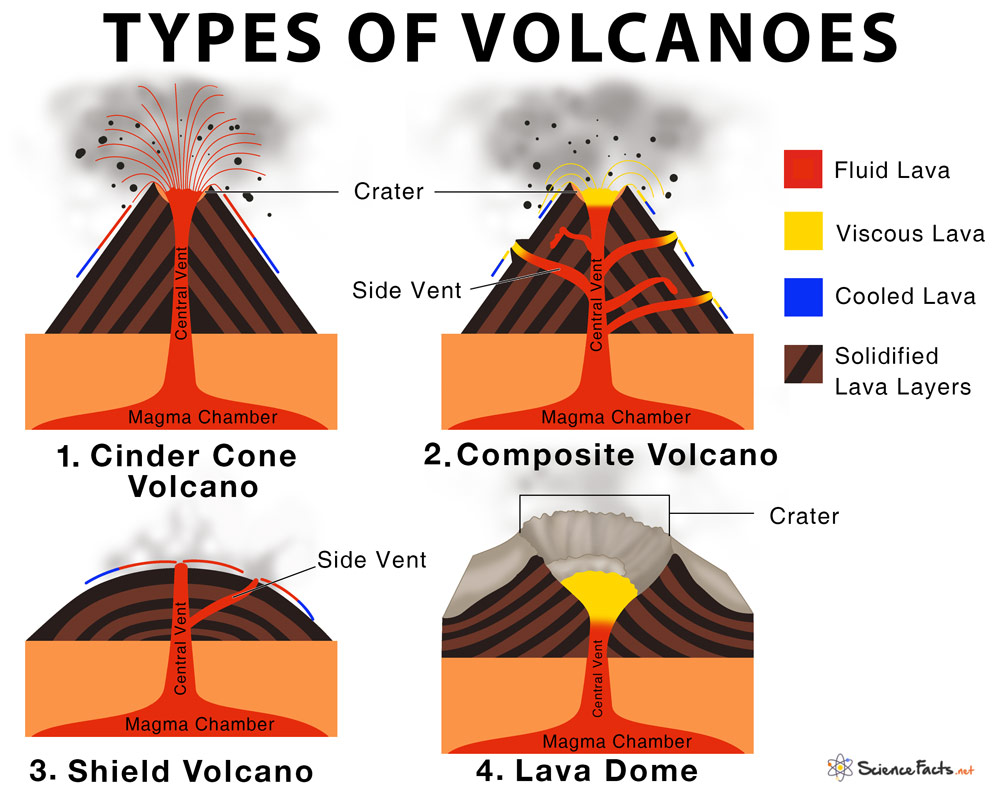 TYPES OF VOLCANOES
Crater
Side Vent
Central Vent
Central Vent
Magma Chamber
Magma Chamber
Fluid Lava
Viscous Lava
Cooled Lava
Solidified
Lava Layers
1. Cinder Cone
Volcano
2. Composite Volcano
Side Vent
Central Vent
Magma Chamber
Crater
Central Vent
Magma Chamber
3. Shield Volcano
4. Lava Dome
ScienceFacts.net